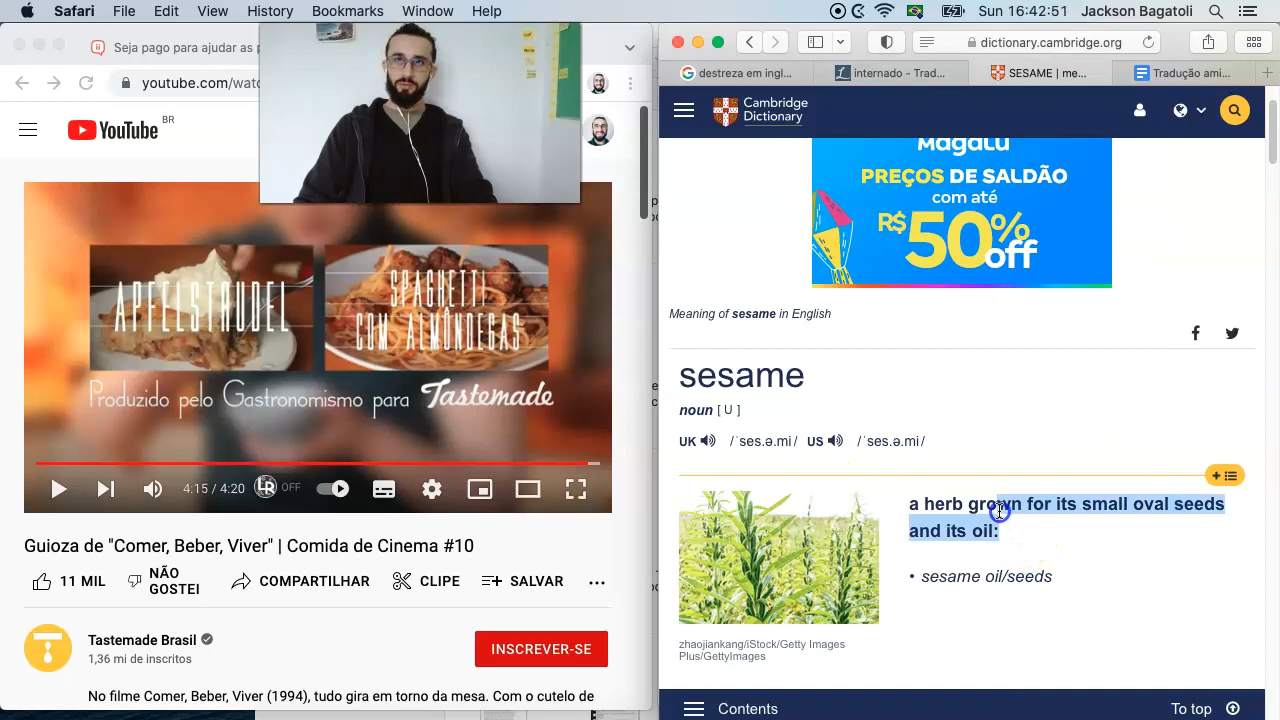 Safari File Edit View History Bookmarks Window Help
Sun 16:42:51 Jackson Bagatoli
Seja pago para ajudar as p
youtube.com/watc
YouTube BR
APFELSTRUDEL
SPAGHETTI
COM ALMÔNDEGAS
Produzido pelo Gastronomismo para Tastemade
4:15 / 4:20
OFF
Guioza de "Comer, Beber, Viver" | Comida de Cinema #10
11 MIL
NÃO
GOSTEI
COMPARTILHAR
CLIPE
SALVAR
Tastemade Brasil
1,36 mi de inscritos
INSCREVER-SE
No filme Comer, Beber, Viver (1994), tudo gira em torno da mesa. Com o cutelo de
dictionary.cambridge.org
destreza em ingl...
internado - Trad...
SESAME | me...
Tradução ami...
Cambridge
Dictionary
Magalu
PREÇOS DE SALDÃO
com até
R$ 50% off
Meaning of sesame in English
sesame
noun [ U ]
UK /ˈses.ə.mi/ US /ˈses.ə.mi/
a herb grown for its small oval seeds
and its oil:
• sesame oil/seeds
zhaojiankang/iStock/Getty Images
Plus/GettyImages
Contents
To top